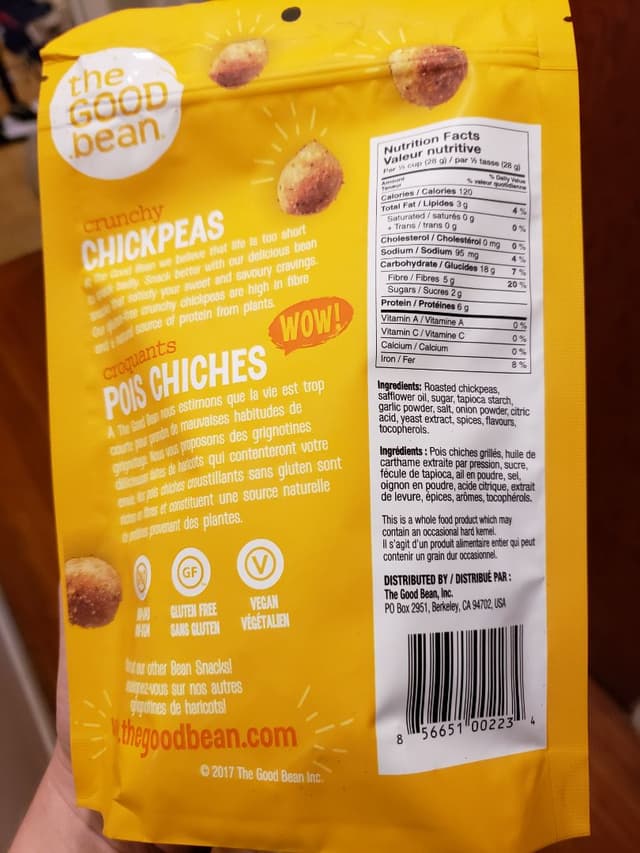 the
GOOD
bean
crunchy
CHICKPEAS
At The Good Bean we believe that life is too short
to snack badly. Snack better with our delicious bean
snacks that satisfy your sweet and savoury cravings.
Our gluten-free crunchy chickpeas are high in fibre
and a natural source of protein from plants.
WOW!
croquants
POIS CHICHES
À The Good Bean nous estimons que la vie est trop
courte pour prendre de mauvaises habitudes de
grignotage. Nous vous proposons des grignotines
délicieuses faites de haricots qui contenteront votre
Nos pois chiches croustillants sans gluten sont
en fibres et constituent une source naturelle
de protéines provenant des plantes.
GF
V
GLUTEN FREE
SANS GLUTEN
VEGAN
VÉGÉTALIEN
our other Bean Snacks!
sur nos autres
grignotines de haricots!
.thegoodbean.com
© 2017 The Good Bean Inc.
Nutrition Facts
Valeur nutritive
Per ½ cup (28 g) / par ½ tasse (28 g)
Amount
Teneur
% Daily Value
% valeur quotidienne
Calories / Calories 120
Total Fat / Lipides 3 g 4 %
Saturated / saturés 0 g
+ Trans / trans 0 g 0 %
Cholesterol / Cholestérol 0 mg 0 %
Sodium / Sodium 95 mg 4 %
Carbohydrate / Glucides 18 g 7 %
Fibre / Fibres 5 g 20 %
Sugars / Sucres 2 g
Protein / Protéines 6 g
Vitamin A / Vitamine A 0 %
Vitamin C / Vitamine C 0 %
Calcium / Calcium 0 %
Iron / Fer 8 %
Ingredients: Roasted chickpeas,
safflower oil, sugar, tapioca starch,
garlic powder, salt, onion powder, citric
acid, yeast extract, spices, flavours,
tocopherols.
Ingrédients : Pois chiches grillés, huile de
carthame extraite par pression, sucre,
fécule de tapioca, ail en poudre, sel,
oignon en poudre, acide citrique, extrait
de levure, épices, arômes, tocophérols.
This is a whole food product which may
contain an occasional hard kernel.
Il s'agit d'un produit alimentaire entier qui peut
contenir un grain dur occasionnel.
DISTRIBUTED BY / DISTRIBUÉ PAR :
The Good Bean, Inc.
PO Box 2951, Berkeley, CA 94702, USA
8 56651 00223 4